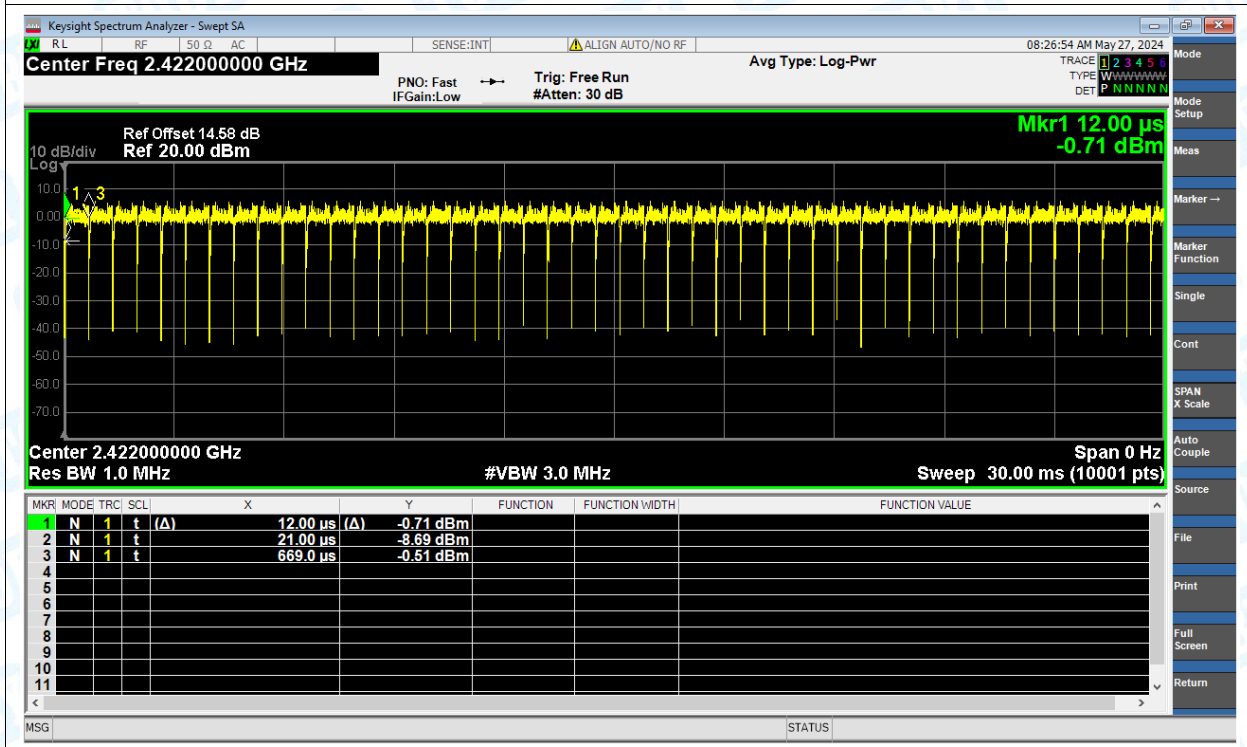 Keysight Spectrum Analyzer - Swept SA
LXI RL RF 50 Ω AC SENSE:INT ALIGN AUTO/NO RF 08:26:54 AM May 27, 2024
Center Freq 2.422000000 GHz
PNO: Fast
IFGain:Low
Trig: Free Run
#Atten: 30 dB
Avg Type: Log-Pwr
TRACE 1 2 3 4 5 6
TYPE WWWWWW
DET P N N N N N
Mkr1 12.00 µs
-0.71 dBm
Ref Offset 14.58 dB
10 dB/div Ref 20.00 dBm
Log
10.0
0.00
-10.0
-20.0
-30.0
-40.0
-50.0
-60.0
-70.0
1
3
Center 2.422000000 GHz Span 0 Hz
Res BW 1.0 MHz #VBW 3.0 MHz Sweep 30.00 ms (10001 pts)
MKR MODE TRC SCL X Y FUNCTION FUNCTION WIDTH FUNCTION VALUE
1 N 1 t (Δ) 12.00 µs (Δ) -0.71 dBm
2 N 1 t 21.00 µs -8.69 dBm
3 N 1 t 669.0 µs -0.51 dBm
4
5
6
7
8
9
10
11
MSG STATUS
Mode
Mode
Setup
Meas
Marker →
Marker
Function
Single
Cont
SPAN
X Scale
Auto
Couple
Source
File
Print
Full
Screen
Return